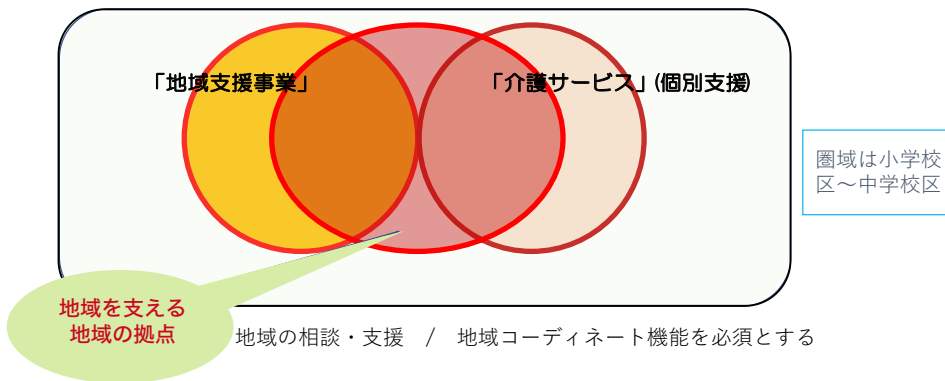 「地域支援事業」
「介護サービス」(個別支援)
圏域は小学校
区～中学校区
地域を支える
地域の拠点
地域の相談・支援　/　地域コーディネート機能を必須とする